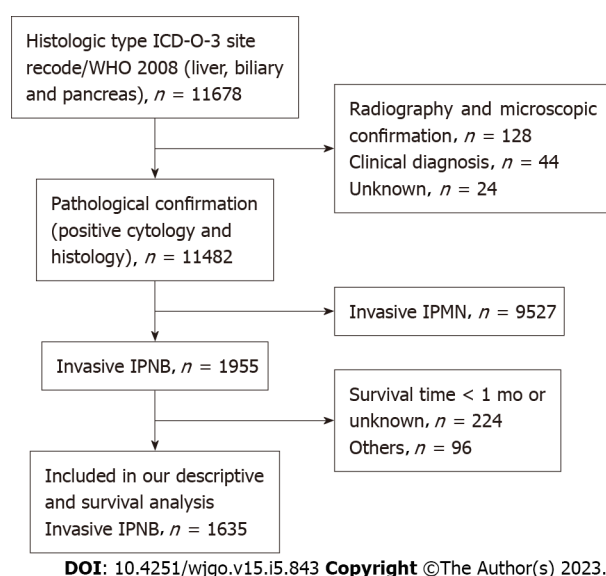 Histologic type ICD-O-3 site
recode/WHO 2008 (liver, biliary
and pancreas), n = 11678
Radiography and microscopic
confirmation, n = 128
Clinical diagnosis, n = 44
Unknown, n = 24
Pathological confirmation
(positive cytology and
histology), n = 11482
Invasive IPMN, n = 9527
Invasive IPNB, n = 1955
Survival time < 1 mo or
unknown, n = 224
Others, n = 96
Included in our descriptive
and survival analysis
Invasive IPNB, n = 1635
DOI: 10.4251/wjgo.v15.i5.843 Copyright ©The Author(s) 2023.